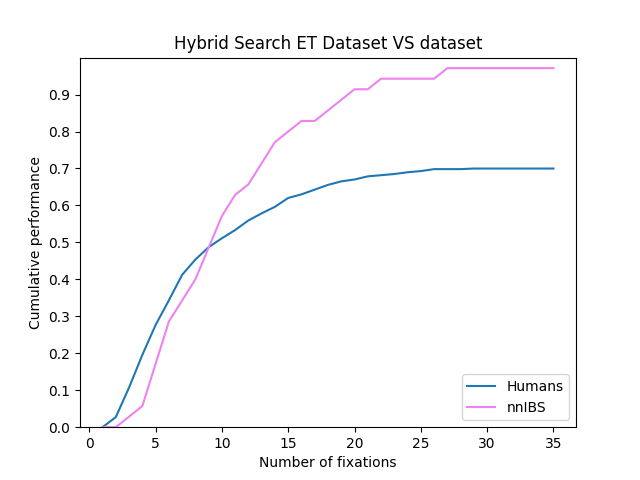 Hybrid Search ET Dataset VS dataset
Cumulative performance
0.9
0.8
0.7
0.6
0.5
0.4
0.3
0.2
0.1
0.0
0 5 10 15 20 25 30 35
Number of fixations
Humans
nnIBS